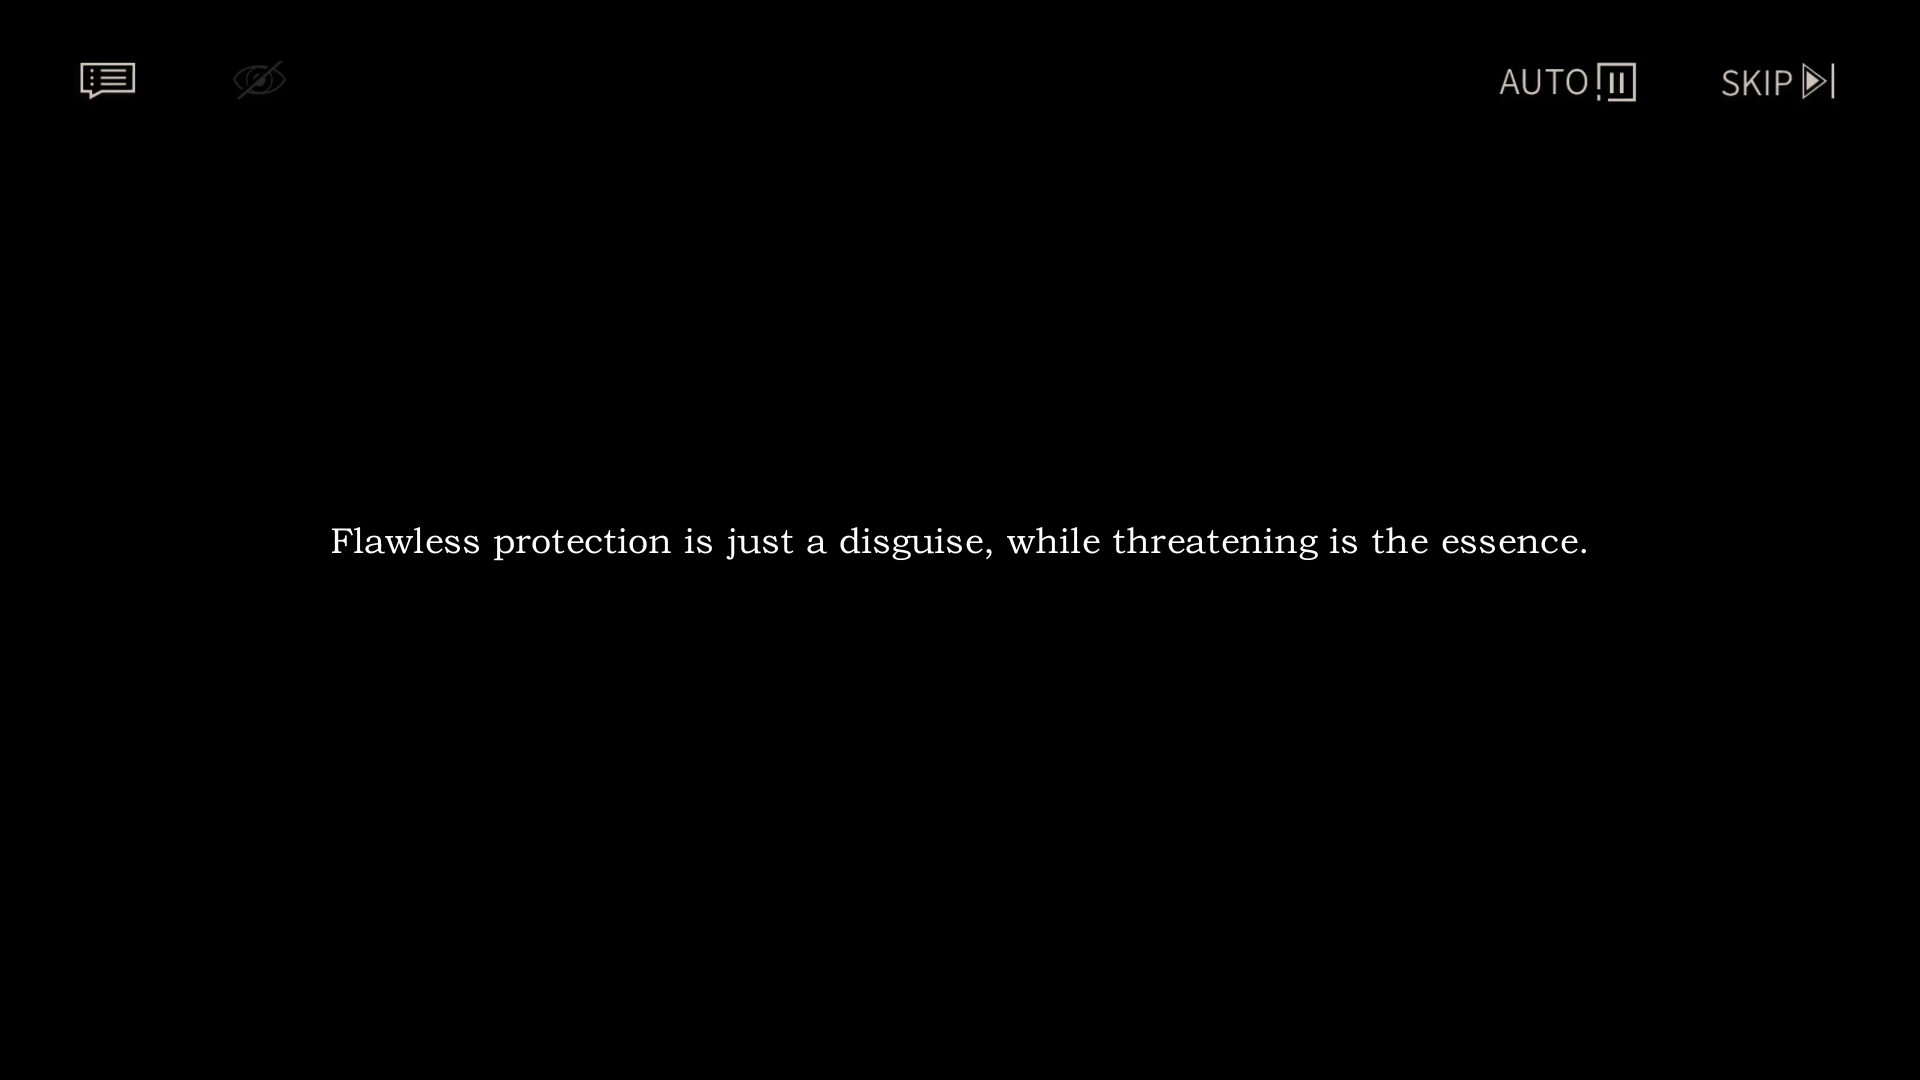 AUTO
SKIP
Flawless protection is just a disguise, while threatening is the essence.